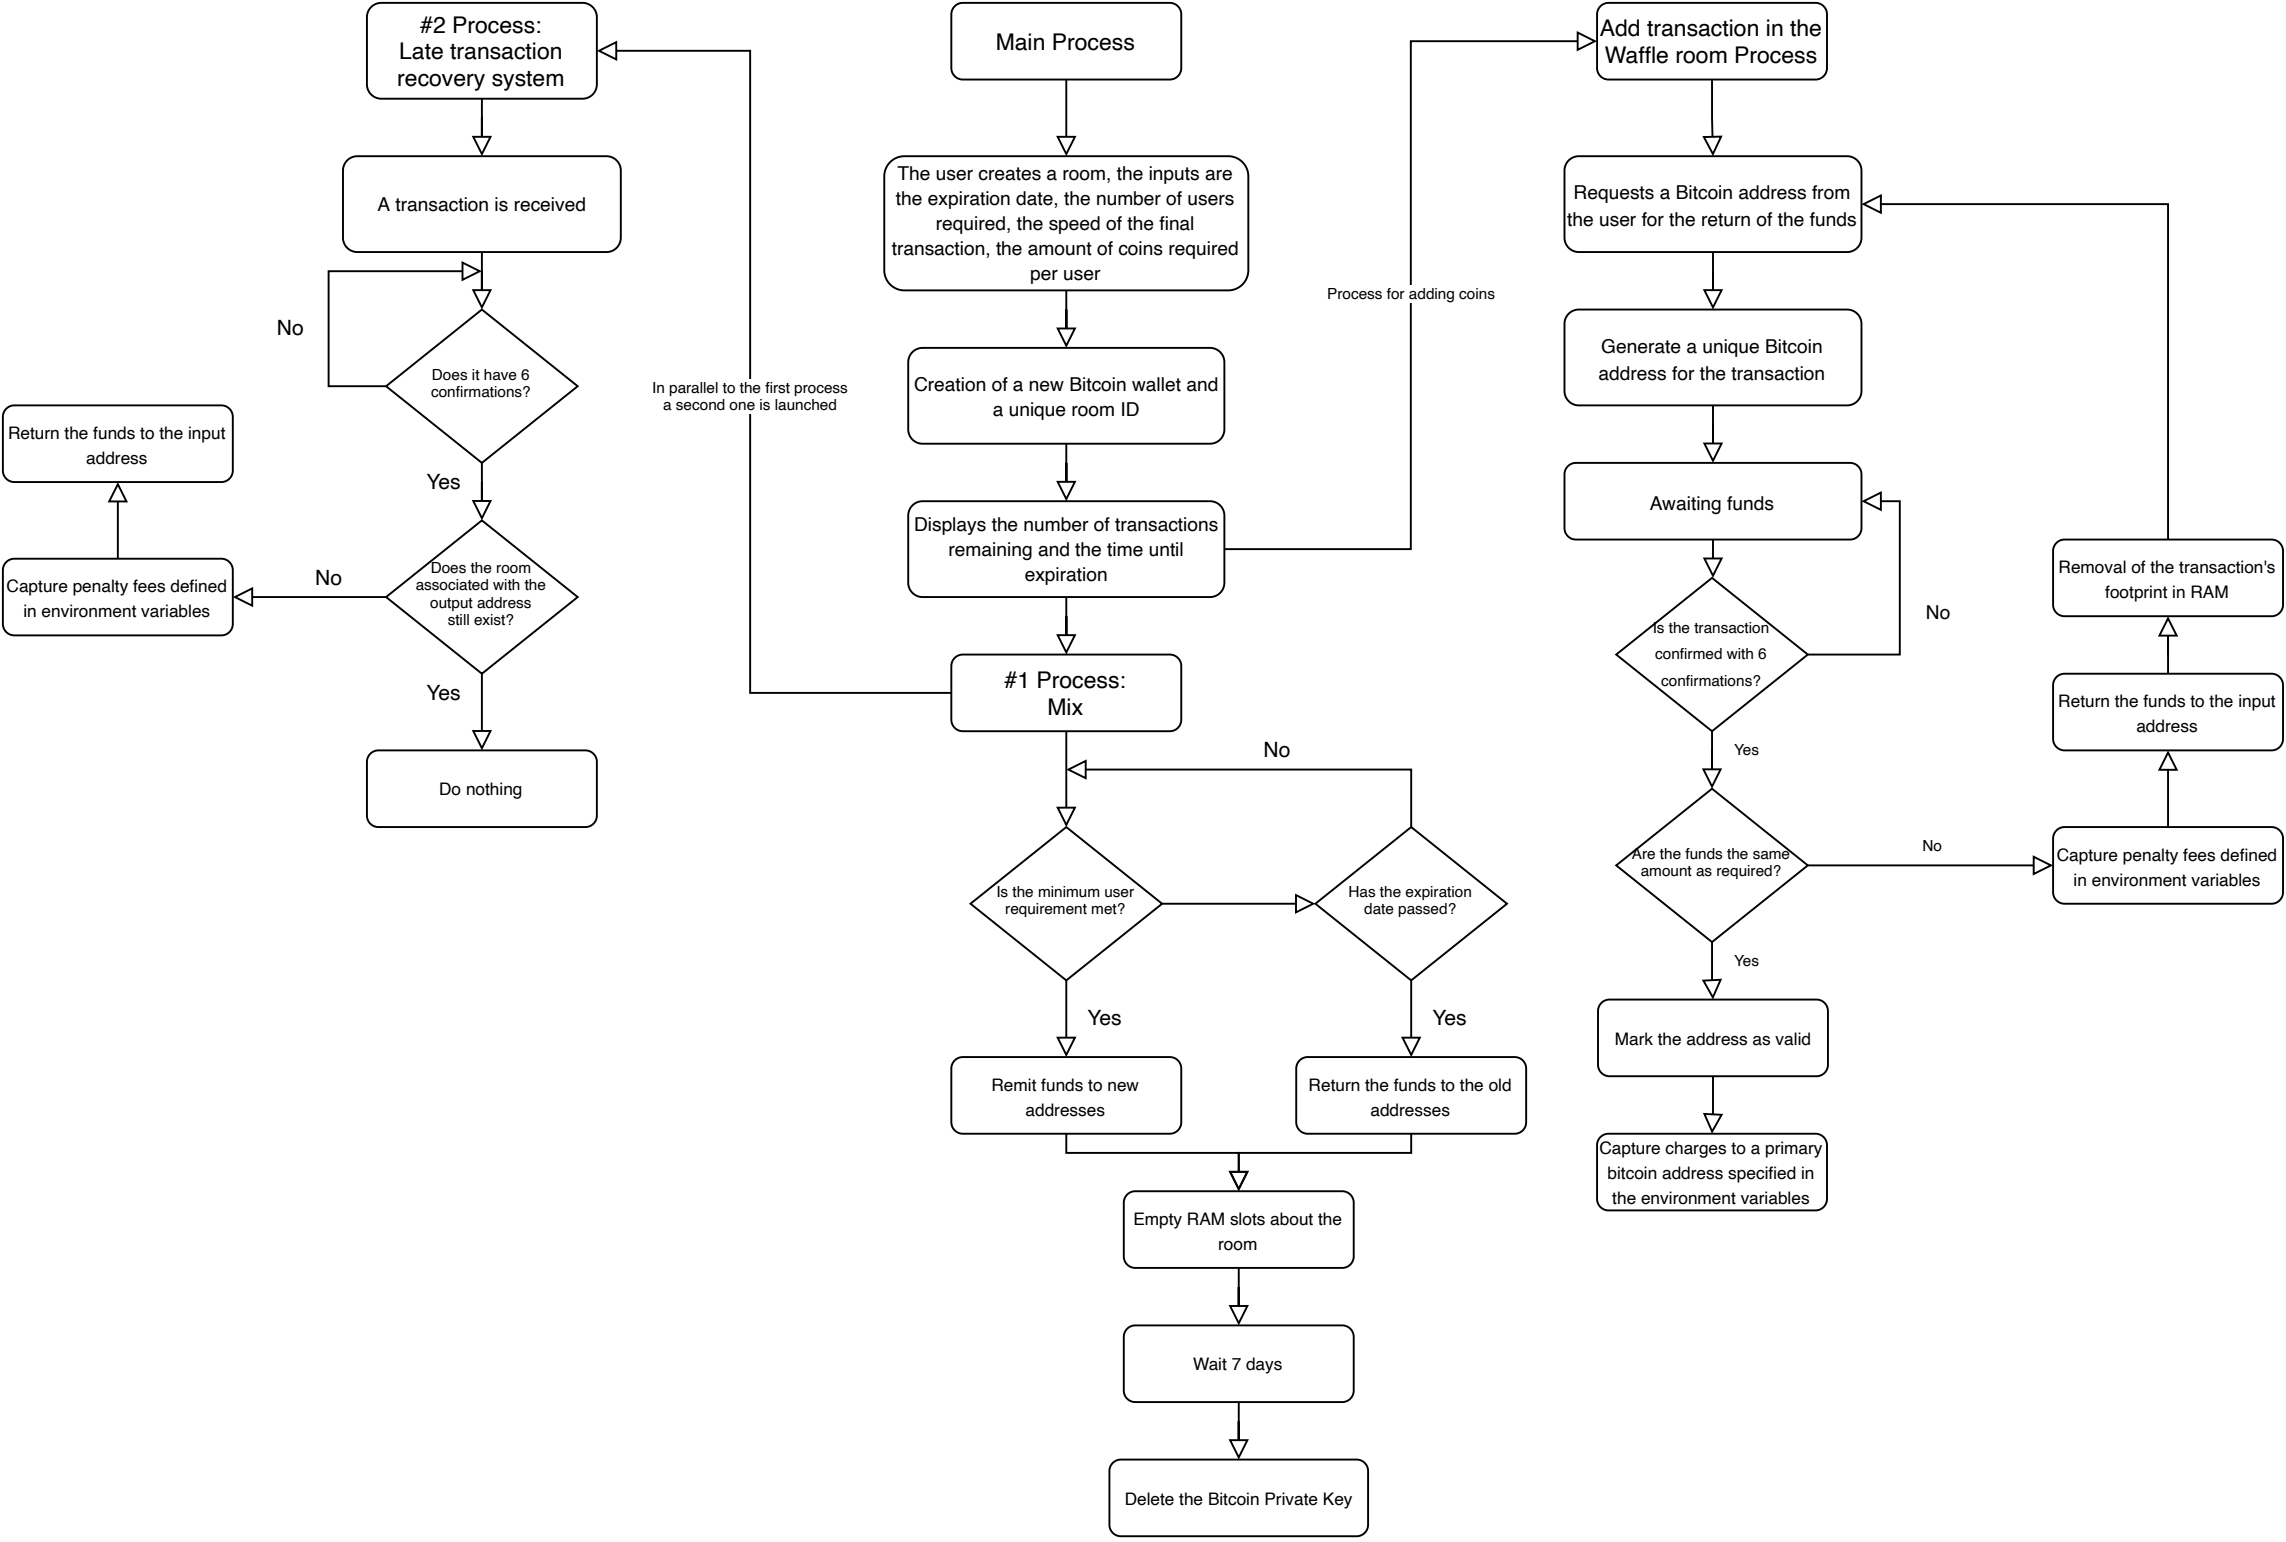 #2 Process:
Late transaction
recovery system
A transaction is received
No
Does it have 6
confirmations?
Return the funds to the input
address
Yes
Does the room
associated with the
output address
still exist?
No
Capture penalty fees defined
in environment variables
Yes
Do nothing
In parallel to the first process
a second one is launched
Main Process
The user creates a room, the inputs are
the expiration date, the number of users
required, the speed of the final
transaction, the amount of coins required
per user
Creation of a new Bitcoin wallet and
a unique room ID
Displays the number of transactions
remaining and the time until
expiration
#1 Process:
Mix
No
Is the minimum user
requirement met?
Has the expiration
date passed?
Yes
Yes
Remit funds to new
addresses
Return the funds to the old
addresses
Empty RAM slots about the
room
Wait 7 days
Delete the Bitcoin Private Key
Process for adding coins
Add transaction in the
Waffle room Process
Requests a Bitcoin address from
the user for the return of the funds
Generate a unique Bitcoin
address for the transaction
Awaiting funds
Is the transaction
confirmed with 6
confirmations?
No
Yes
Are the funds the same
amount as required?
No
Capture penalty fees defined
in environment variables
Return the funds to the input
address
Removal of the transaction's
footprint in RAM
Yes
Mark the address as valid
Capture charges to a primary
bitcoin address specified in
the environment variables